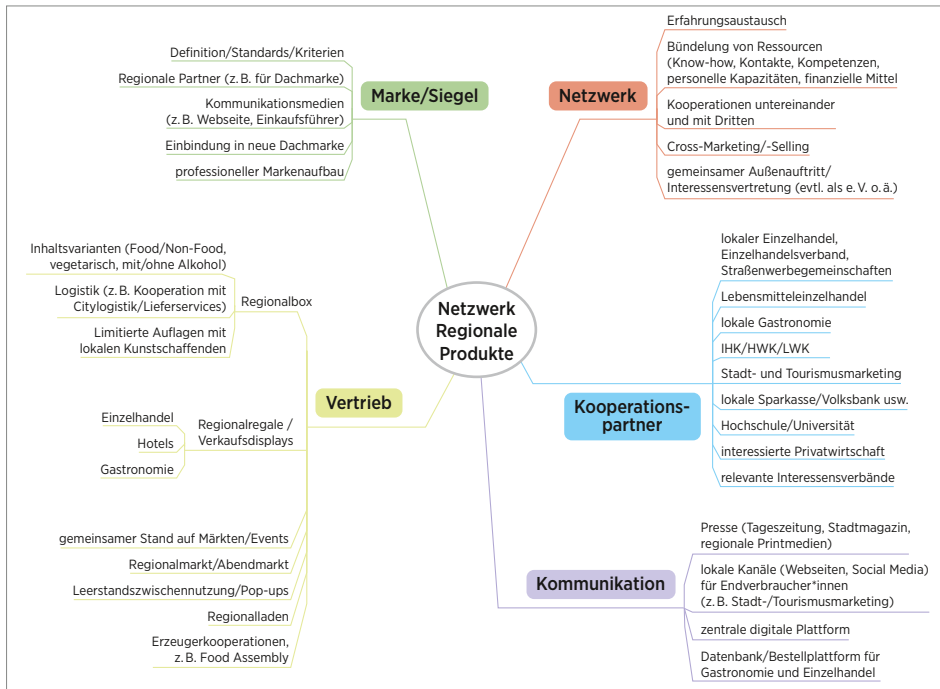 Definition/Standards/Kriterien
Regionale Partner (z. B. für Dachmarke)
Kommunikationsmedien
(z. B. Webseite, Einkaufsführer)
Einbindung in neue Dachmarke
professioneller Markenaufbau
Marke/Siegel
Netzwerk
Erfahrungsaustausch
Bündelung von Ressourcen
(Know-how, Kontakte, Kompetenzen,
personelle Kapazitäten, finanzielle Mittel
Kooperationen untereinander
und mit Dritten
Cross-Marketing/-Selling
gemeinsamer Außenauftritt/
Interessensvertretung (evtl. als e. V. o. ä.)
Netzwerk
Regionale
Produkte
Inhaltsvarianten (Food/Non-Food,
vegetarisch, mit/ohne Alkohol)
Logistik (z. B. Kooperation mit
Citylogistik/Lieferservices)
Limitierte Auflagen mit
lokalen Kunstschaffenden
Regionalbox
Vertrieb
Einzelhandel
Hotels
Gastronomie
Regionalregale /
Verkaufsdisplays
gemeinsamer Stand auf Märkten/Events
Regionalmarkt/Abendmarkt
Leerstandszwischennutzung/Pop-ups
Regionalladen
Erzeugerkooperationen,
z. B. Food Assembly
Kooperations-
partner
lokaler Einzelhandel,
Einzelhandelsverband,
Straßenwerbegemeinschaften
Lebensmitteleinzelhandel
lokale Gastronomie
IHK/HWK/LWK
Stadt- und Tourismusmarketing
lokale Sparkasse/Volksbank usw.
Hochschule/Universität
interessierte Privatwirtschaft
relevante Interessensverbände
Kommunikation
Presse (Tageszeitung, Stadtmagazin,
regionale Printmedien)
lokale Kanäle (Webseiten, Social Media)
für Endverbraucher*innen
(z. B. Stadt-/Tourismusmarketing)
zentrale digitale Plattform
Datenbank/Bestellplattform für
Gastronomie und Einzelhandel